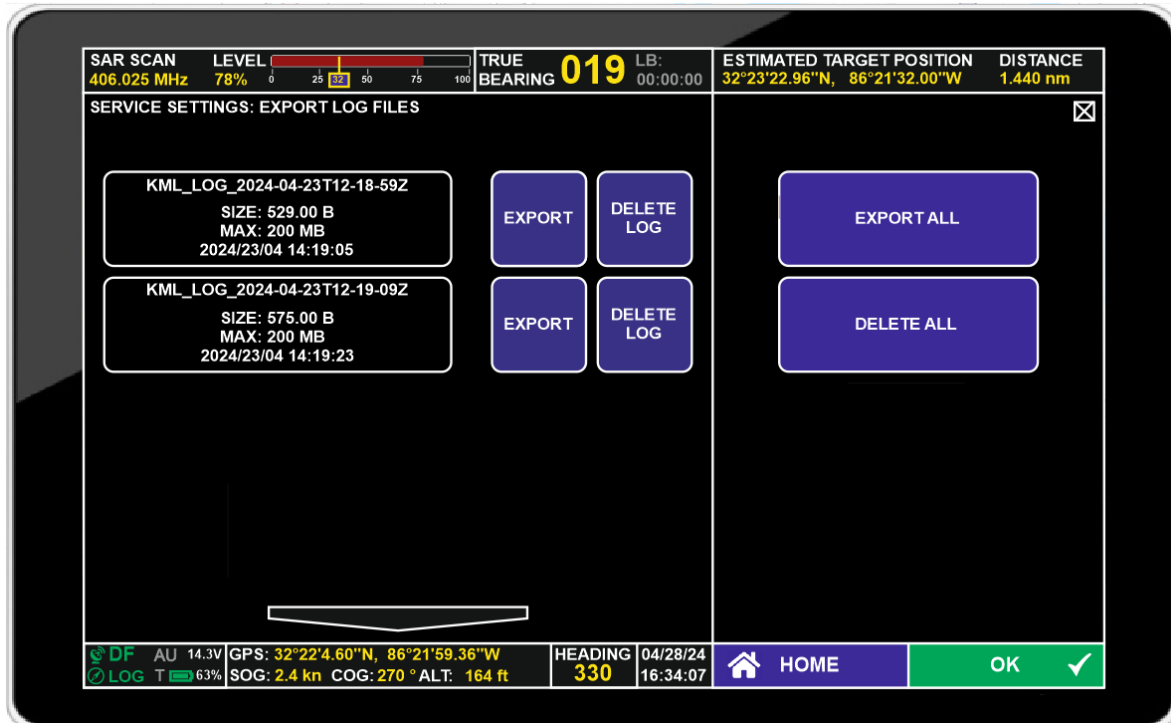 SAR SCAN LEVEL
406.025 MHz 78% 0 25 32 50 75 100
TRUE BEARING 019 LB: 00:00:00
ESTIMATED TARGET POSITION DISTANCE
32°23'22.96"N, 86°21'32.00"W 1.440 nm
SERVICE SETTINGS: EXPORT LOG FILES
KML_LOG_2024-04-23T12-18-59Z
SIZE: 529.00 B
MAX: 200 MB
2024/23/04 14:19:05
EXPORT
DELETE
LOG
EXPORT ALL
KML_LOG_2024-04-23T12-19-09Z
SIZE: 575.00 B
MAX: 200 MB
2024/23/04 14:19:23
EXPORT
DELETE
LOG
DELETE ALL
DF AU 14.3V
LOG T 63%
GPS: 32°22'4.60"N, 86°21'59.36"W
SOG: 2.4 kn COG: 270 ° ALT: 164 ft
HEADING
330
04/28/24
16:34:07
HOME
OK